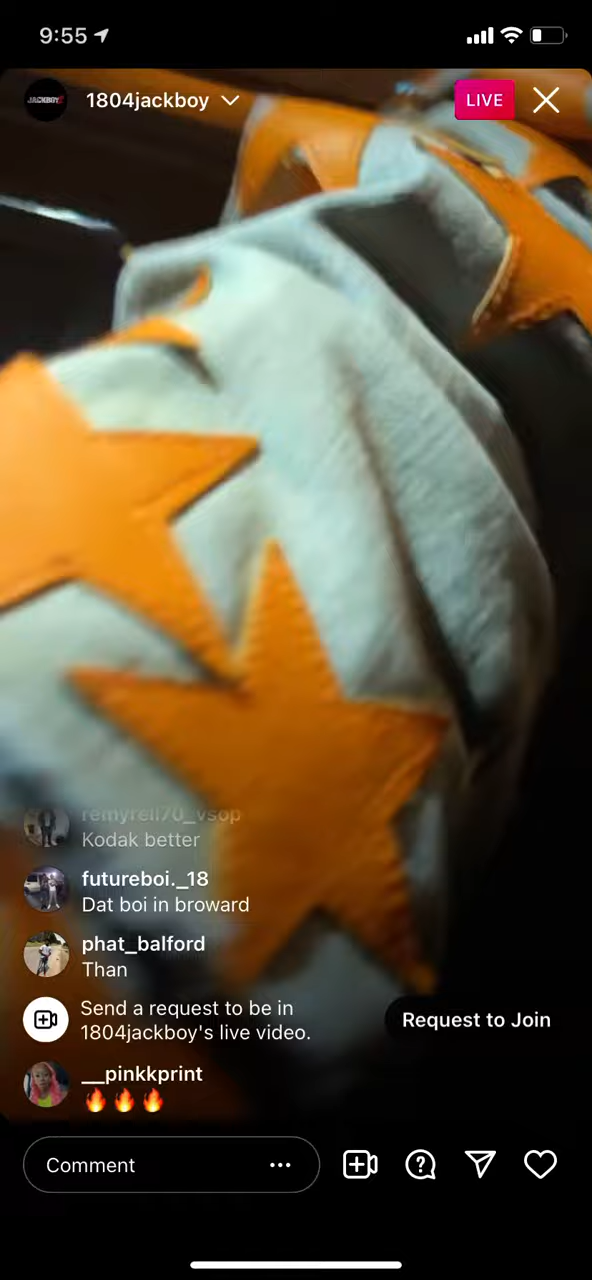 9:55
1804jackboy
LIVE
remyrell70_vsop
Kodak better
futureboi._18
Dat boi in broward
phat_balford
Than
Send a request to be in
1804jackboy's live video.
Request to Join
__pinkkprint
🔥🔥🔥
Comment